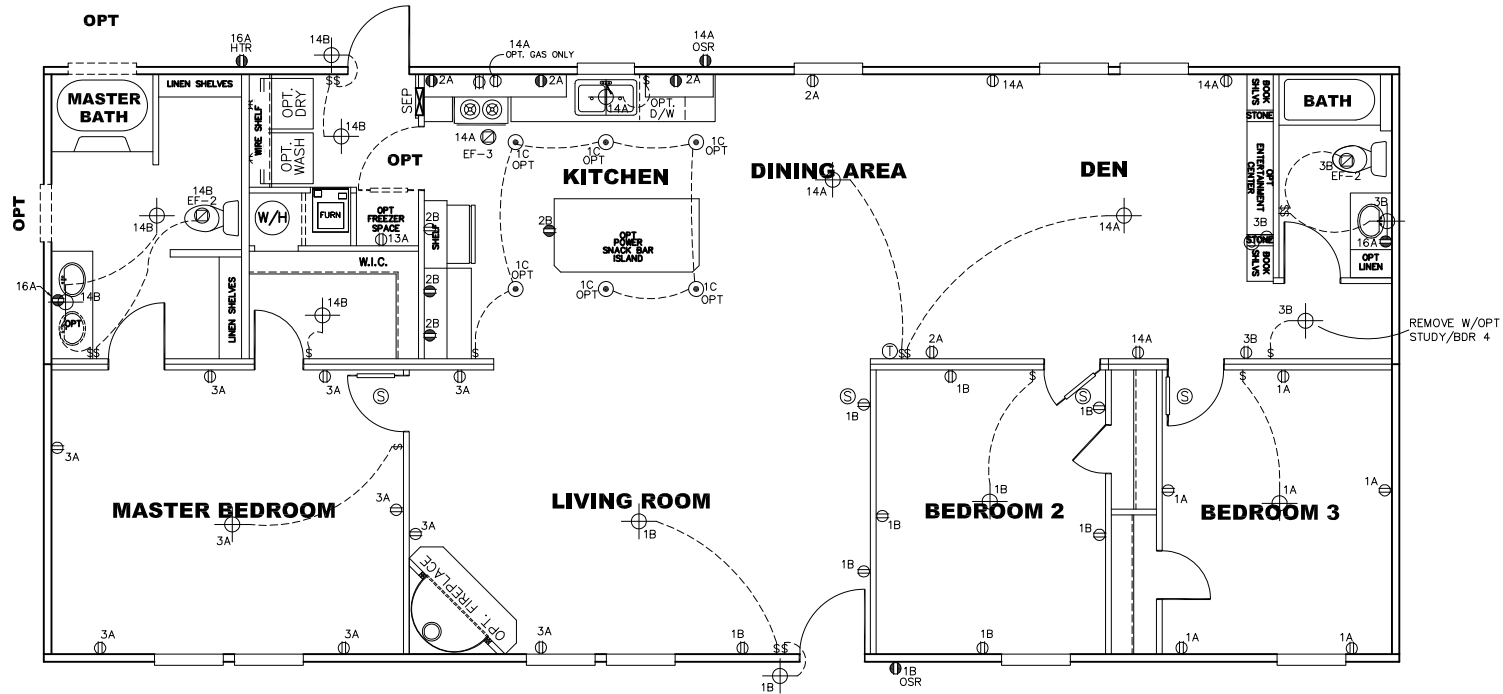 OPT
16A
HTR
14B
14A
OPT. GAS ONLY
14A
OSR
LINEN SHELVES
$$
2A
2A
2A
2A
14A
14A
MASTER
BATH
WIRE SHELF
OPT.
DRY
OPT.
WASH
14B
SEP
14A
OPT.
D/W
14A
EF-3
1C
OPT
1C
OPT
1C
OPT
BOOK
SHLVS
STONE
BATH
OPT
KITCHEN
DINING AREA
14A
DEN
OPT
ENTERTAINMENT
CENTER
3B
EF-2
OPT
14B
EF-2
14B
W/H
FURN
OPT
FREEZER
SPACE
13A
2B
SHELF
2B
OPT
POWER
SNACK BAR
ISLAND
14A
3B
$$
3B
16A
STONE
BOOK
SHLVS
OPT
LINEN
W.I.C.
16A
14B
OPT
LINEN SHELVES
14B
2B
2B
1C
OPT
1C
OPT
1C
OPT
3B
REMOVE W/OPT
STUDY/BDR 4
$$
$
$
T
$$
2A
14A
3B
$
3A
3A
3A
S
S
1B
1B
$
S
1B
S
$
1A
3A
$
MASTER BEDROOM
3A
3A
3A
LIVING ROOM
1B
BEDROOM 2
1B
1B
1B
1A
BEDROOM 3
1A
1A
OPT. FIREPLACE
1B
3A
3A
3A
1B
$$
1B
1B
OSR
1B
1A
1A